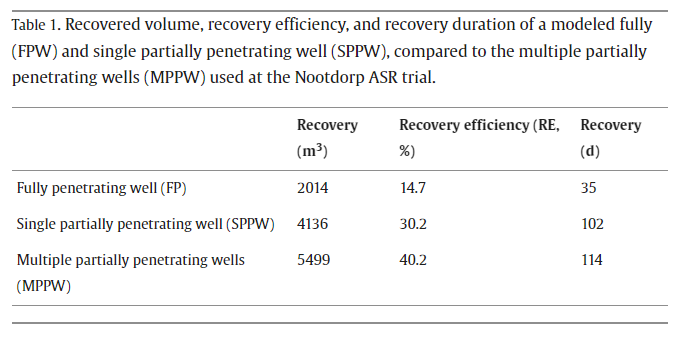 Table 1. Recovered volume, recovery efficiency, and recovery duration of a modeled fully
(FPW) and single partially penetrating well (SPPW), compared to the multiple partially
penetrating wells (MPPW) used at the Nootdorp ASR trial.
Recovery Recovery efficiency (RE, Recovery
(m³) %) (d)
Fully penetrating well (FP) 2014 14.7 35
Single partially penetrating well (SPPW) 4136 30.2 102
Multiple partially penetrating wells 5499 40.2 114
(MPPW)